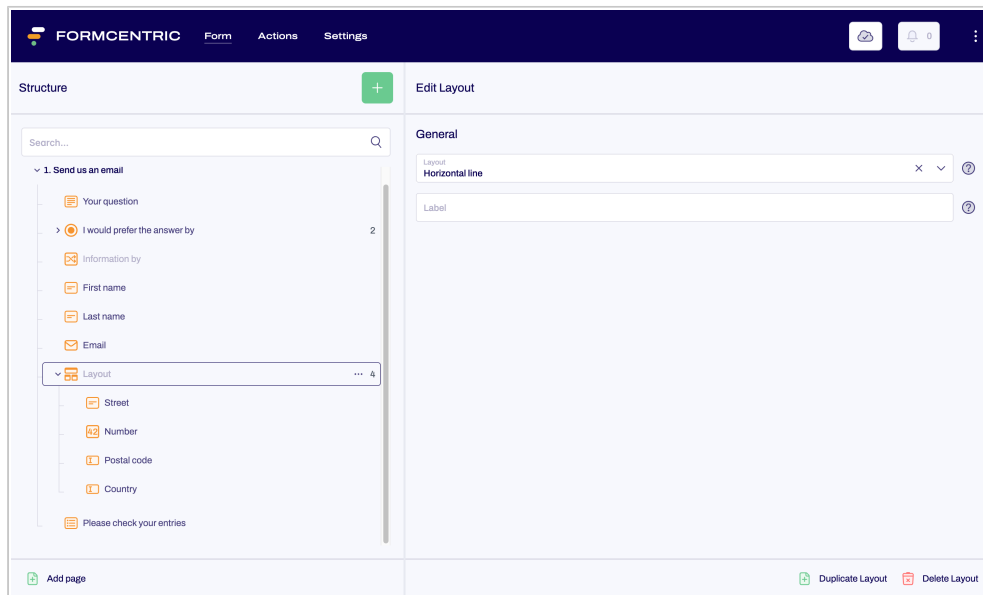 FORMCENTRIC Form Actions Settings 0
Structure
Edit Layout
Search...
1. Send us an email
Your question
I would prefer the answer by 2
Information by
First name
Last name
Email
Layout 4
Street
42 Number
Postal code
Country
Please check your entries
Add page
General
Layout
Horizontal line
Label
Duplicate Layout Delete Layout